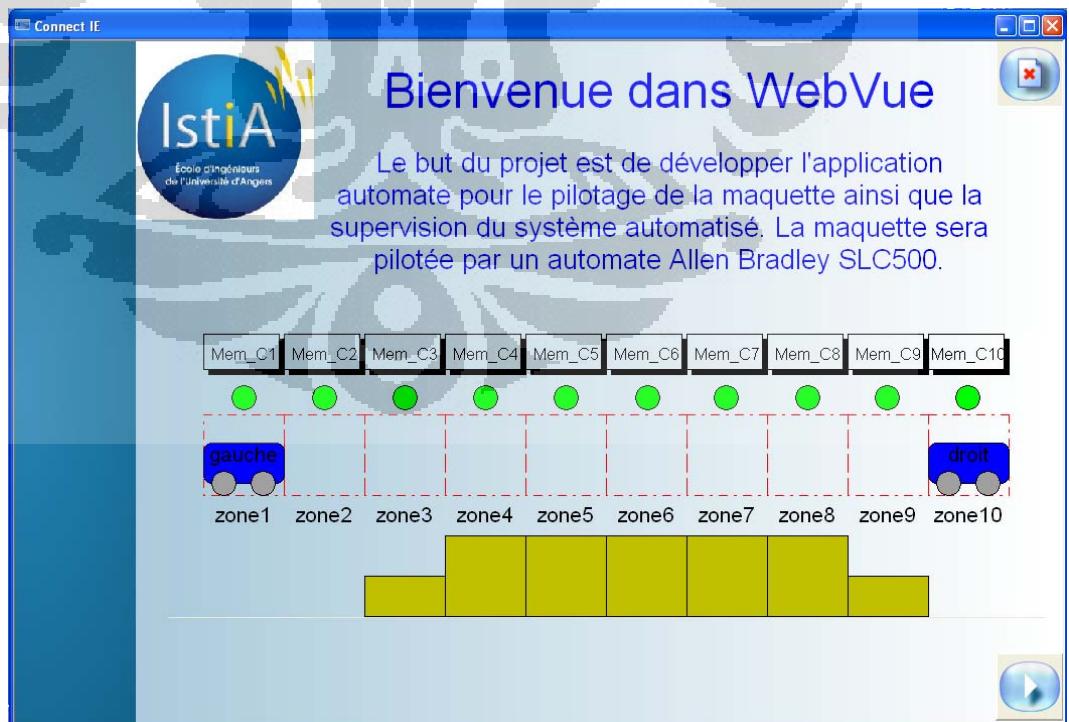 Connect IE
IstiA
École d'ingénieurs
de l'Université d'Angers
Bienvenue dans WebVue
Le but du projet est de développer l'application
automate pour le pilotage de la maquette ainsi que la
supervision du système automatisé. La maquette sera
pilotée par un automate Allen Bradley SLC500.
Mem_C1 Mem_C2 Mem_C3 Mem_C4 Mem_C5 Mem_C6 Mem_C7 Mem_C8 Mem_C9 Mem_C10
gauche droit
zone1 zone2 zone3 zone4 zone5 zone6 zone7 zone8 zone9 zone10